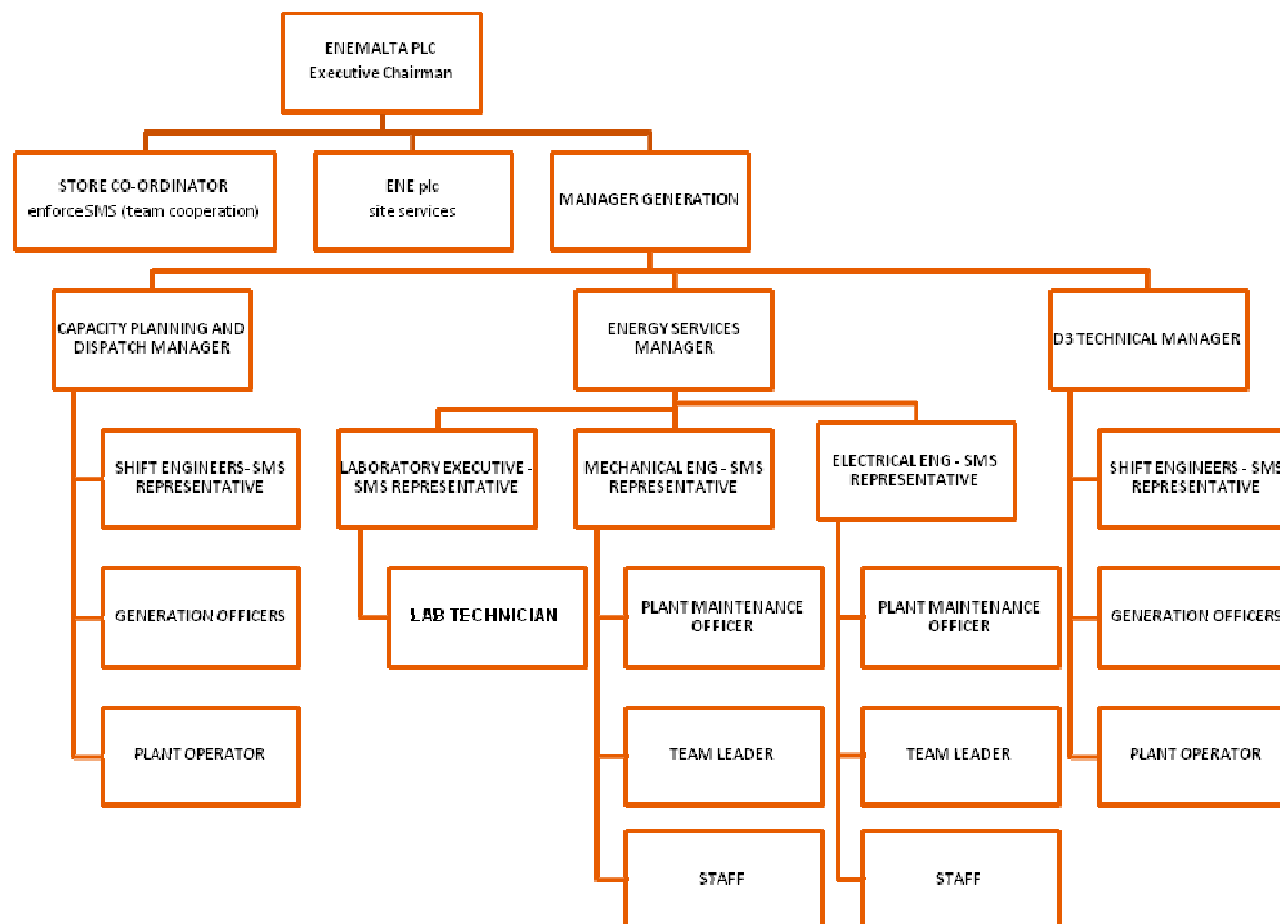 ENEMALTA PLC
Executive Chairman
STORE CO-ORDINATOR
enforceSMS (team cooperation)
ENE plc
site services
MANAGER GENERATION
CAPACITY PLANNING AND
DISPATCH MANAGER
ENERGY SERVICES
MANAGER
D3 TECHNICAL MANAGER
SHIFT ENGINEERS- SMS
REPRESENTATIVE
LABORATORY EXECUTIVE -
SMS REPRESENTATIVE
MECHANICAL ENG - SMS
REPRESENTATIVE
ELECTRICAL ENG - SMS
REPRESENTATIVE
SHIFT ENGINEERS - SMS
REPRESENTATIVE
GENERATION OFFICERS
LAB TECHNICIAN
PLANT MAINTENANCE
OFFICER
PLANT MAINTENANCE
OFFICER
GENERATION OFFICERS
PLANT OPERATOR
TEAM LEADER
TEAM LEADER
PLANT OPERATOR
STAFF
STAFF